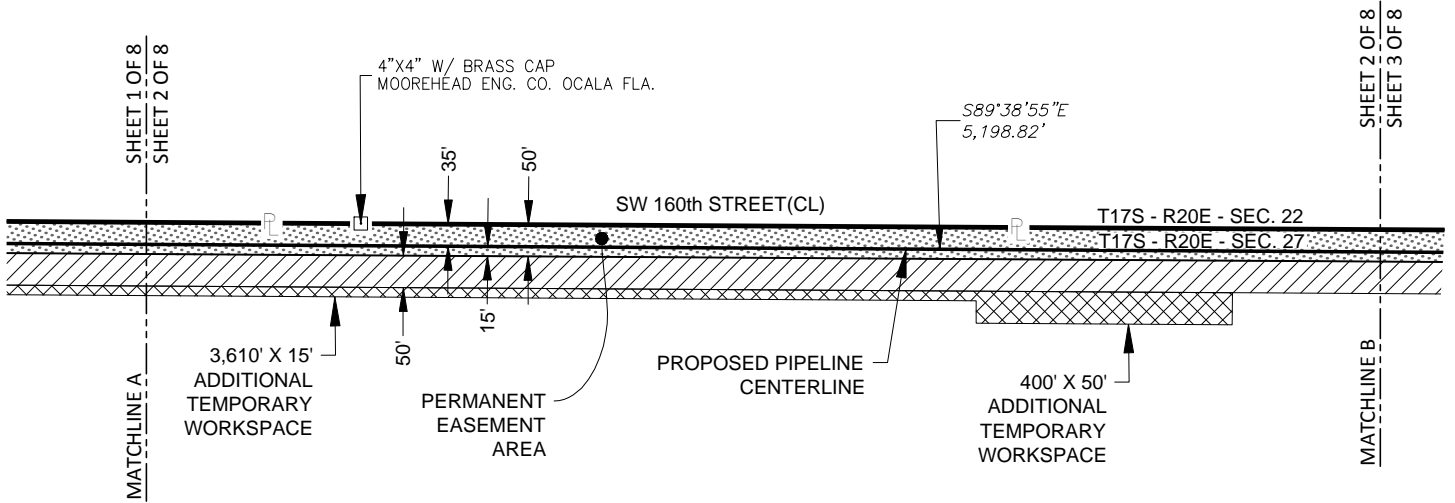 SHEET 1 OF 8
SHEET 2 OF 8
4"X4" W/ BRASS CAP
MOOREHEAD ENG. CO. OCALA FLA.
S89°38'55"E
5,198.82'
SHEET 2 OF 8
SHEET 3 OF 8
35'
50'
SW 160th STREET(CL)
PL
PL
T17S - R20E - SEC. 22
T17S - R20E - SEC. 27
50'
15'
3,610' X 15'
ADDITIONAL
TEMPORARY
WORKSPACE
PERMANENT
EASEMENT
AREA
PROPOSED PIPELINE
CENTERLINE
400' X 50'
ADDITIONAL
TEMPORARY
WORKSPACE
MATCHLINE A
MATCHLINE B